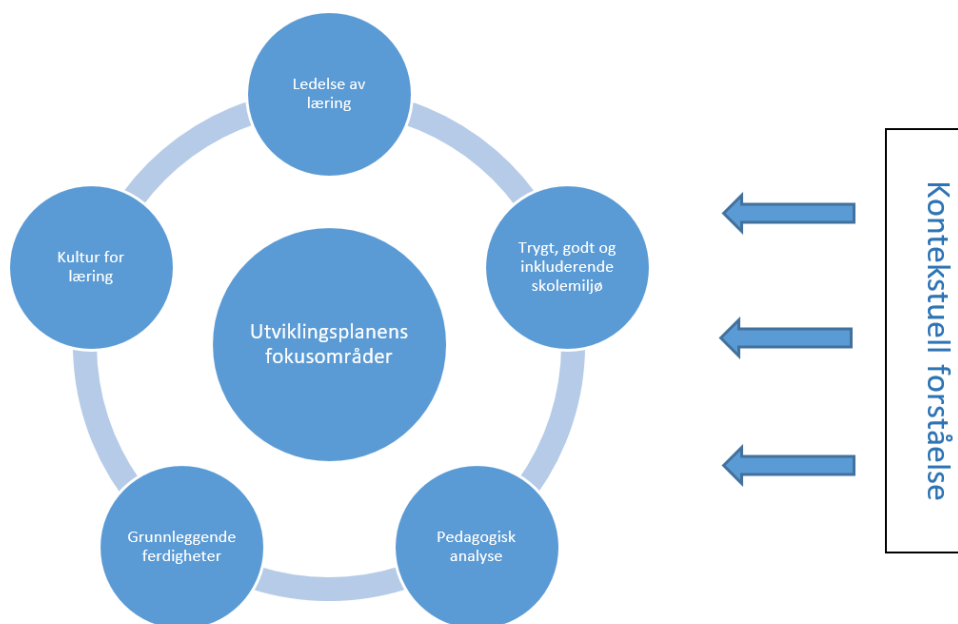 Ledelse av
læring
Trygt, godt og
inkluderende
skolemiljø
Pedagogisk
analyse
Grunnleggende
ferdigheter
Kultur for
læring
Utviklingsplanens
fokusområder
Kontekstuell forståelse